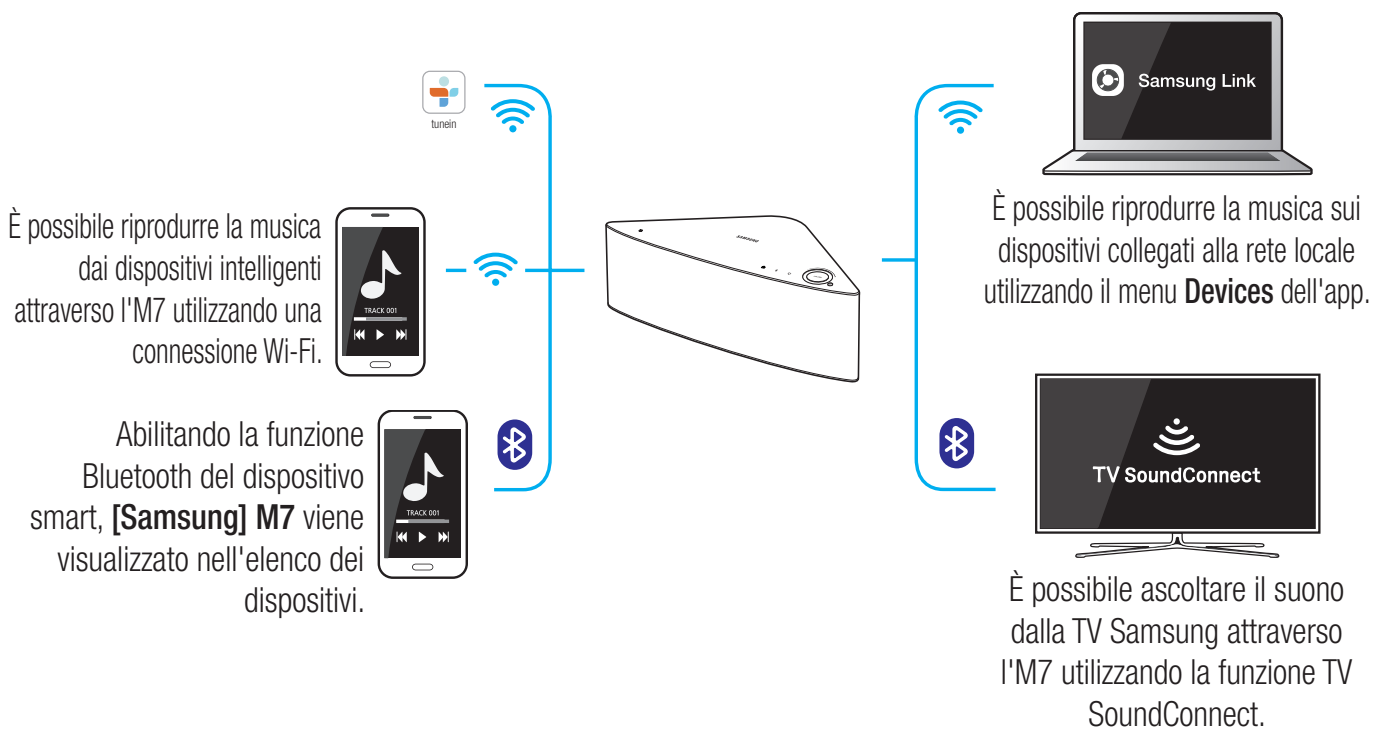 tunein
È possibile riprodurre la musica
dai dispositivi intelligenti
attraverso l'M7 utilizzando una
connessione Wi-Fi.
TRACK 001
Abilitando la funzione
Bluetooth del dispositivo
smart, [Samsung] M7 viene
visualizzato nell'elenco dei
dispositivi.
TRACK 001
SAMSUNG
Samsung Link
È possibile riprodurre la musica sui
dispositivi collegati alla rete locale
utilizzando il menu Devices dell'app.
TV SoundConnect
È possibile ascoltare il suono
dalla TV Samsung attraverso
l'M7 utilizzando la funzione TV
SoundConnect.